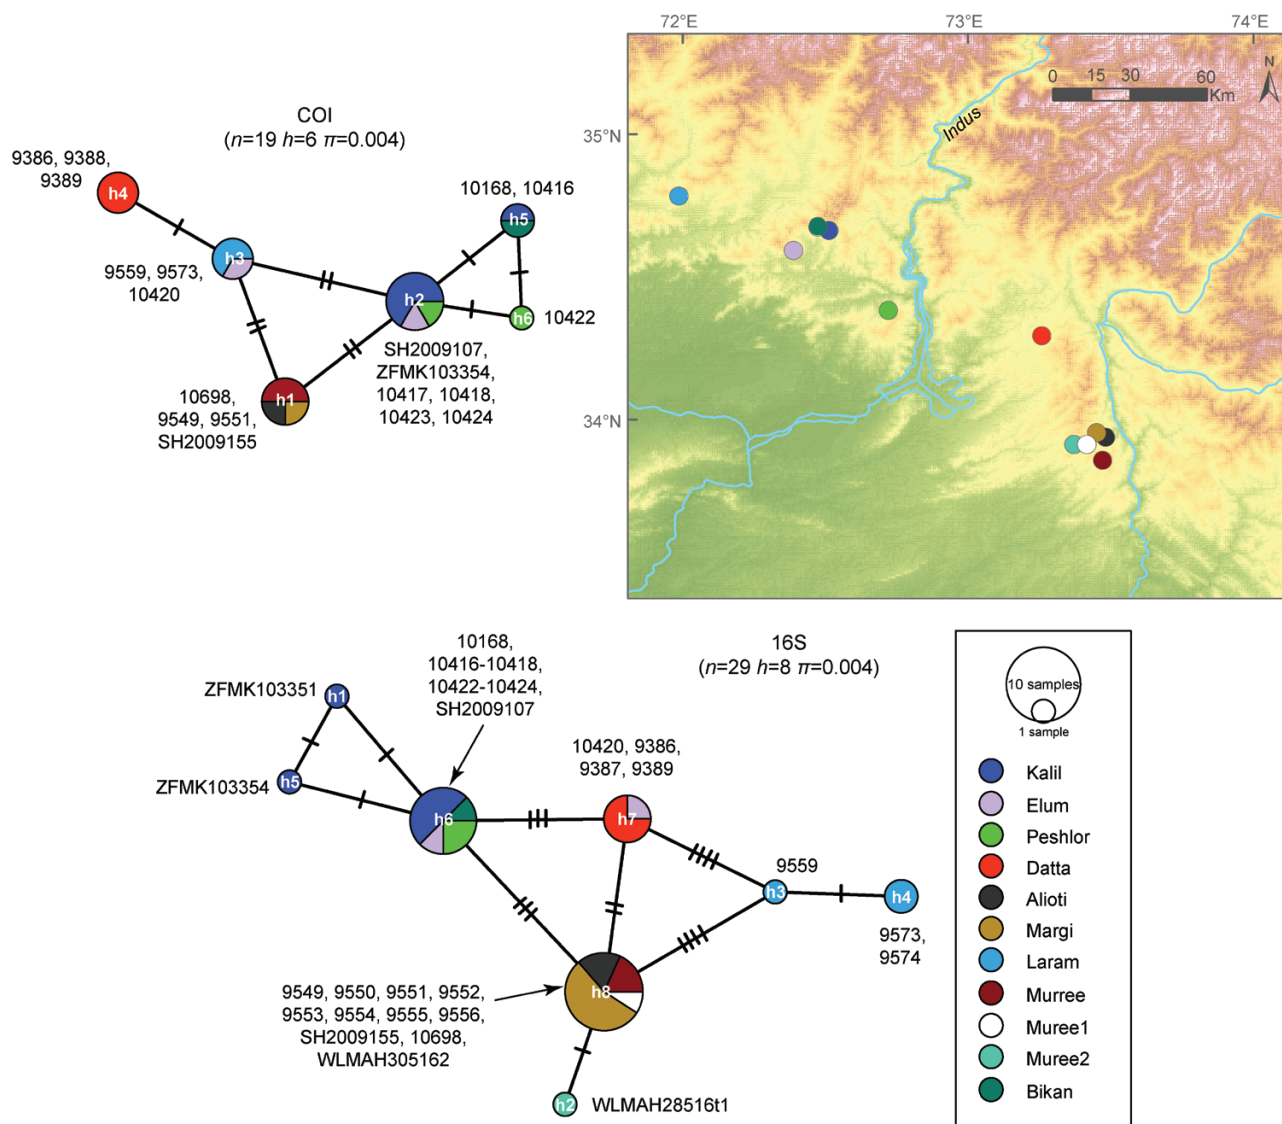 72°E
73°E
74°E
35°N
34°N
Indus
0 15 30 60
Km
N
COI
(n=19 h=6 π=0.004)
9386, 9388,
9389
h4
h3
9559, 9573,
10420
10168, 10416
h5
h2
h6
10422
SH2009107,
ZFMK103354,
10417, 10418,
10423, 10424
h1
10698,
9549, 9551,
SH2009155
16S
(n=29 h=8 π=0.004)
10168,
10416-10418,
10422-10424,
SH2009107
ZFMK103351
h1
ZFMK103354
h5
h6
10420, 9386,
9387, 9389
h7
9559
h3
h4
9573,
9574
h8
9549, 9550, 9551, 9552,
9553, 9554, 9555, 9556,
SH2009155, 10698,
WLMAH305162
h2
WLMAH28516t1
10 samples
1 sample
Kalil
Elum
Peshlor
Datta
Alioti
Margi
Laram
Murree
Muree1
Muree2
Bikan